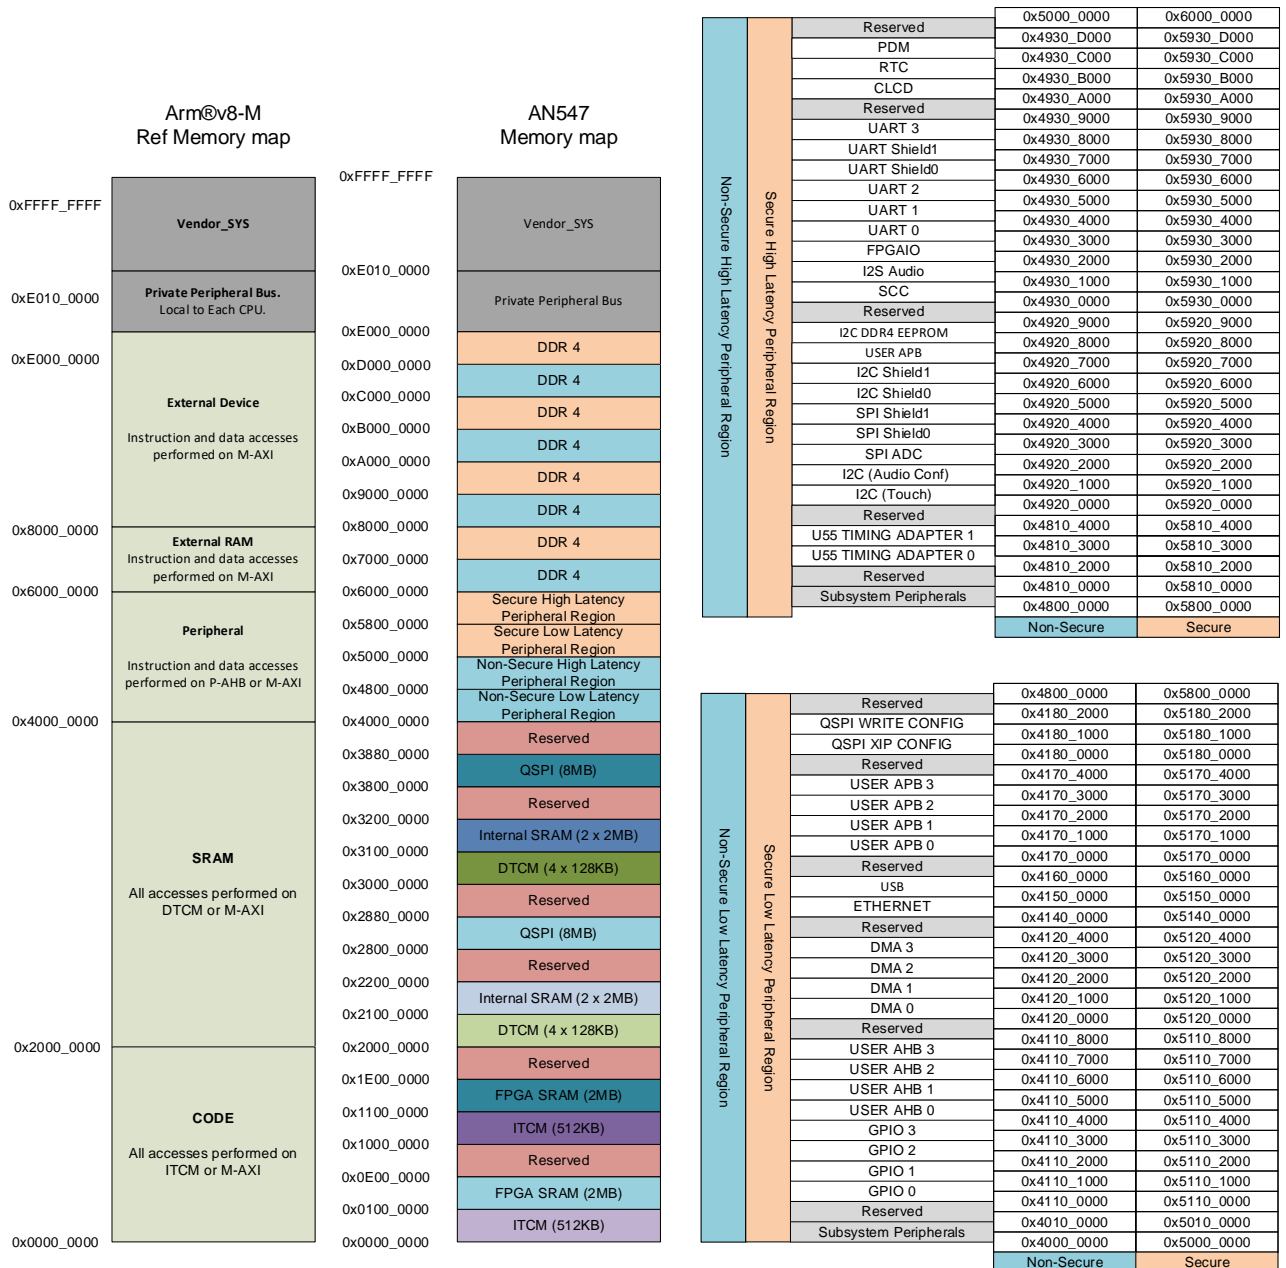 Arm®v8-M
Ref Memory map
0xFFFF_FFFF
Vendor_SYS
0xE010_0000
Private Peripheral Bus.
Local to Each CPU.
0xE000_0000
External Device
Instruction and data accesses
performed on M-AXI
0x8000_0000
External RAM
Instruction and data accesses
performed on M-AXI
0x6000_0000
Peripheral
Instruction and data accesses
performed on P-AHB or M-AXI
0x4000_0000
SRAM
All accesses performed on
DTCM or M-AXI
0x2000_0000
CODE
All accesses performed on
ITCM or M-AXI
0x0000_0000
AN547
Memory map
0xFFFF_FFFF
Vendor_SYS
0xE010_0000
Private Peripheral Bus
0xE000_0000
DDR 4
0xD000_0000
DDR 4
0xC000_0000
DDR 4
0xB000_0000
DDR 4
0xA000_0000
DDR 4
0x9000_0000
DDR 4
0x8000_0000
DDR 4
0x7000_0000
DDR 4
0x6000_0000
Secure High Latency
Peripheral Region
0x5800_0000
Secure Low Latency
Peripheral Region
0x5000_0000
Non-Secure High Latency
Peripheral Region
0x4800_0000
Non-Secure Low Latency
Peripheral Region
0x4000_0000
Reserved
0x3880_0000
QSPI (8MB)
0x3800_0000
Reserved
0x3200_0000
Internal SRAM (2 x 2MB)
0x3100_0000
DTCM (4 x 128KB)
0x3000_0000
Reserved
0x2880_0000
QSPI (8MB)
0x2800_0000
Reserved
0x2200_0000
Internal SRAM (2 x 2MB)
0x2100_0000
DTCM (4 x 128KB)
0x2000_0000
Reserved
0x1E00_0000
FPGA SRAM (2MB)
0x1100_0000
ITCM (512KB)
0x1000_0000
Reserved
0x0E00_0000
FPGA SRAM (2MB)
0x0100_0000
ITCM (512KB)
0x0000_0000
Non-Secure High Latency Peripheral Region
Secure High Latency Peripheral Region
0x5000_0000 0x6000_0000
Reserved
0x4930_D000 0x5930_D000
PDM
0x4930_C000 0x5930_C000
RTC
0x4930_B000 0x5930_B000
CLCD
0x4930_A000 0x5930_A000
Reserved
0x4930_9000 0x5930_9000
UART 3
0x4930_8000 0x5930_8000
UART Shield1
0x4930_7000 0x5930_7000
UART Shield0
0x4930_6000 0x5930_6000
UART 2
0x4930_5000 0x5930_5000
UART 1
0x4930_4000 0x5930_4000
UART 0
0x4930_3000 0x5930_3000
FPGAIO
0x4930_2000 0x5930_2000
I2S Audio
0x4930_1000 0x5930_1000
SCC
0x4930_0000 0x5930_0000
Reserved
0x4920_9000 0x5920_9000
I2C DDR4 EEPROM
0x4920_8000 0x5920_8000
USER APB
0x4920_7000 0x5920_7000
I2C Shield1
0x4920_6000 0x5920_6000
I2C Shield0
0x4920_5000 0x5920_5000
SPI Shield1
0x4920_4000 0x5920_4000
SPI Shield0
0x4920_3000 0x5920_3000
SPI ADC
0x4920_2000 0x5920_2000
I2C (Audio Conf)
0x4920_1000 0x5920_1000
I2C (Touch)
0x4920_0000 0x5920_0000
Reserved
0x4810_4000 0x5810_4000
U55 TIMING ADAPTER 1
0x4810_3000 0x5810_3000
U55 TIMING ADAPTER 0
0x4810_2000 0x5810_2000
Reserved
0x4810_0000 0x5810_0000
Subsystem Peripherals
0x4800_0000 0x5800_0000
Non-Secure Secure
Non-Secure Low Latency Peripheral Region
Secure Low Latency Peripheral Region
0x4800_0000 0x5800_0000
Reserved
0x4180_2000 0x5180_2000
QSPI WRITE CONFIG
0x4180_1000 0x5180_1000
QSPI XIP CONFIG
0x4180_0000 0x5180_0000
Reserved
0x4170_4000 0x5170_4000
USER APB 3
0x4170_3000 0x5170_3000
USER APB 2
0x4170_2000 0x5170_2000
USER APB 1
0x4170_1000 0x5170_1000
USER APB 0
0x4170_0000 0x5170_0000
Reserved
0x4160_0000 0x5160_0000
USB
0x4150_0000 0x5150_0000
ETHERNET
0x4140_0000 0x5140_0000
Reserved
0x4120_4000 0x5120_4000
DMA 3
0x4120_3000 0x5120_3000
DMA 2
0x4120_2000 0x5120_2000
DMA 1
0x4120_1000 0x5120_1000
DMA 0
0x4120_0000 0x5120_0000
Reserved
0x4110_8000 0x5110_8000
USER AHB 3
0x4110_7000 0x5110_7000
USER AHB 2
0x4110_6000 0x5110_6000
USER AHB 1
0x4110_5000 0x5110_5000
USER AHB 0
0x4110_4000 0x5110_4000
GPIO 3
0x4110_3000 0x5110_3000
GPIO 2
0x4110_2000 0x5110_2000
GPIO 1
0x4110_1000 0x5110_1000
GPIO 0
0x4110_0000 0x5110_0000
Reserved
0x4010_0000 0x5010_0000
Subsystem Peripherals
0x4000_0000 0x5000_0000
Non-Secure Secure